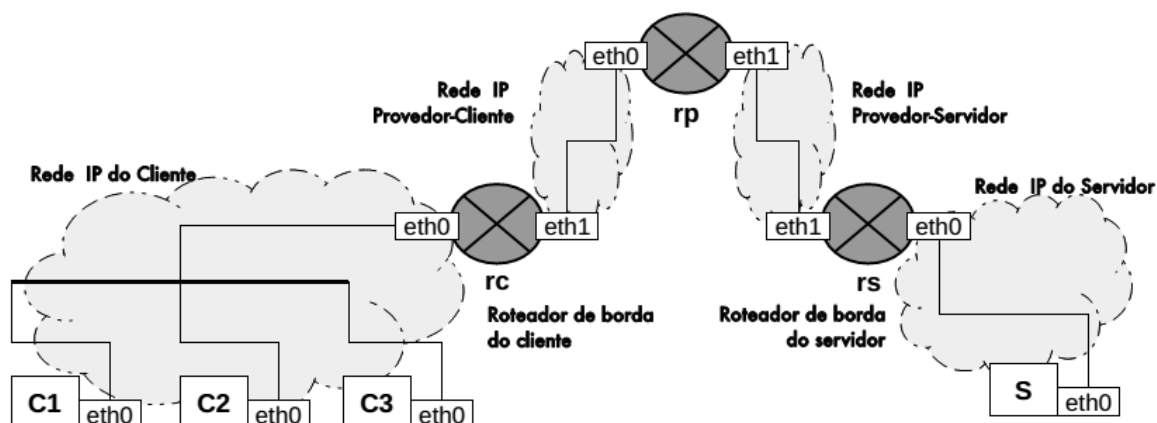 eth0
eth1
rp
Rede IP
Provedor-Cliente
Rede IP
Provedor-Servidor
Rede IP do Cliente
Rede IP do Servidor
eth0
eth1
eth1
eth0
rc
rs
Roteador de borda
do cliente
Roteador de borda
do servidor
C1
eth0
C2
eth0
C3
eth0
S
eth0